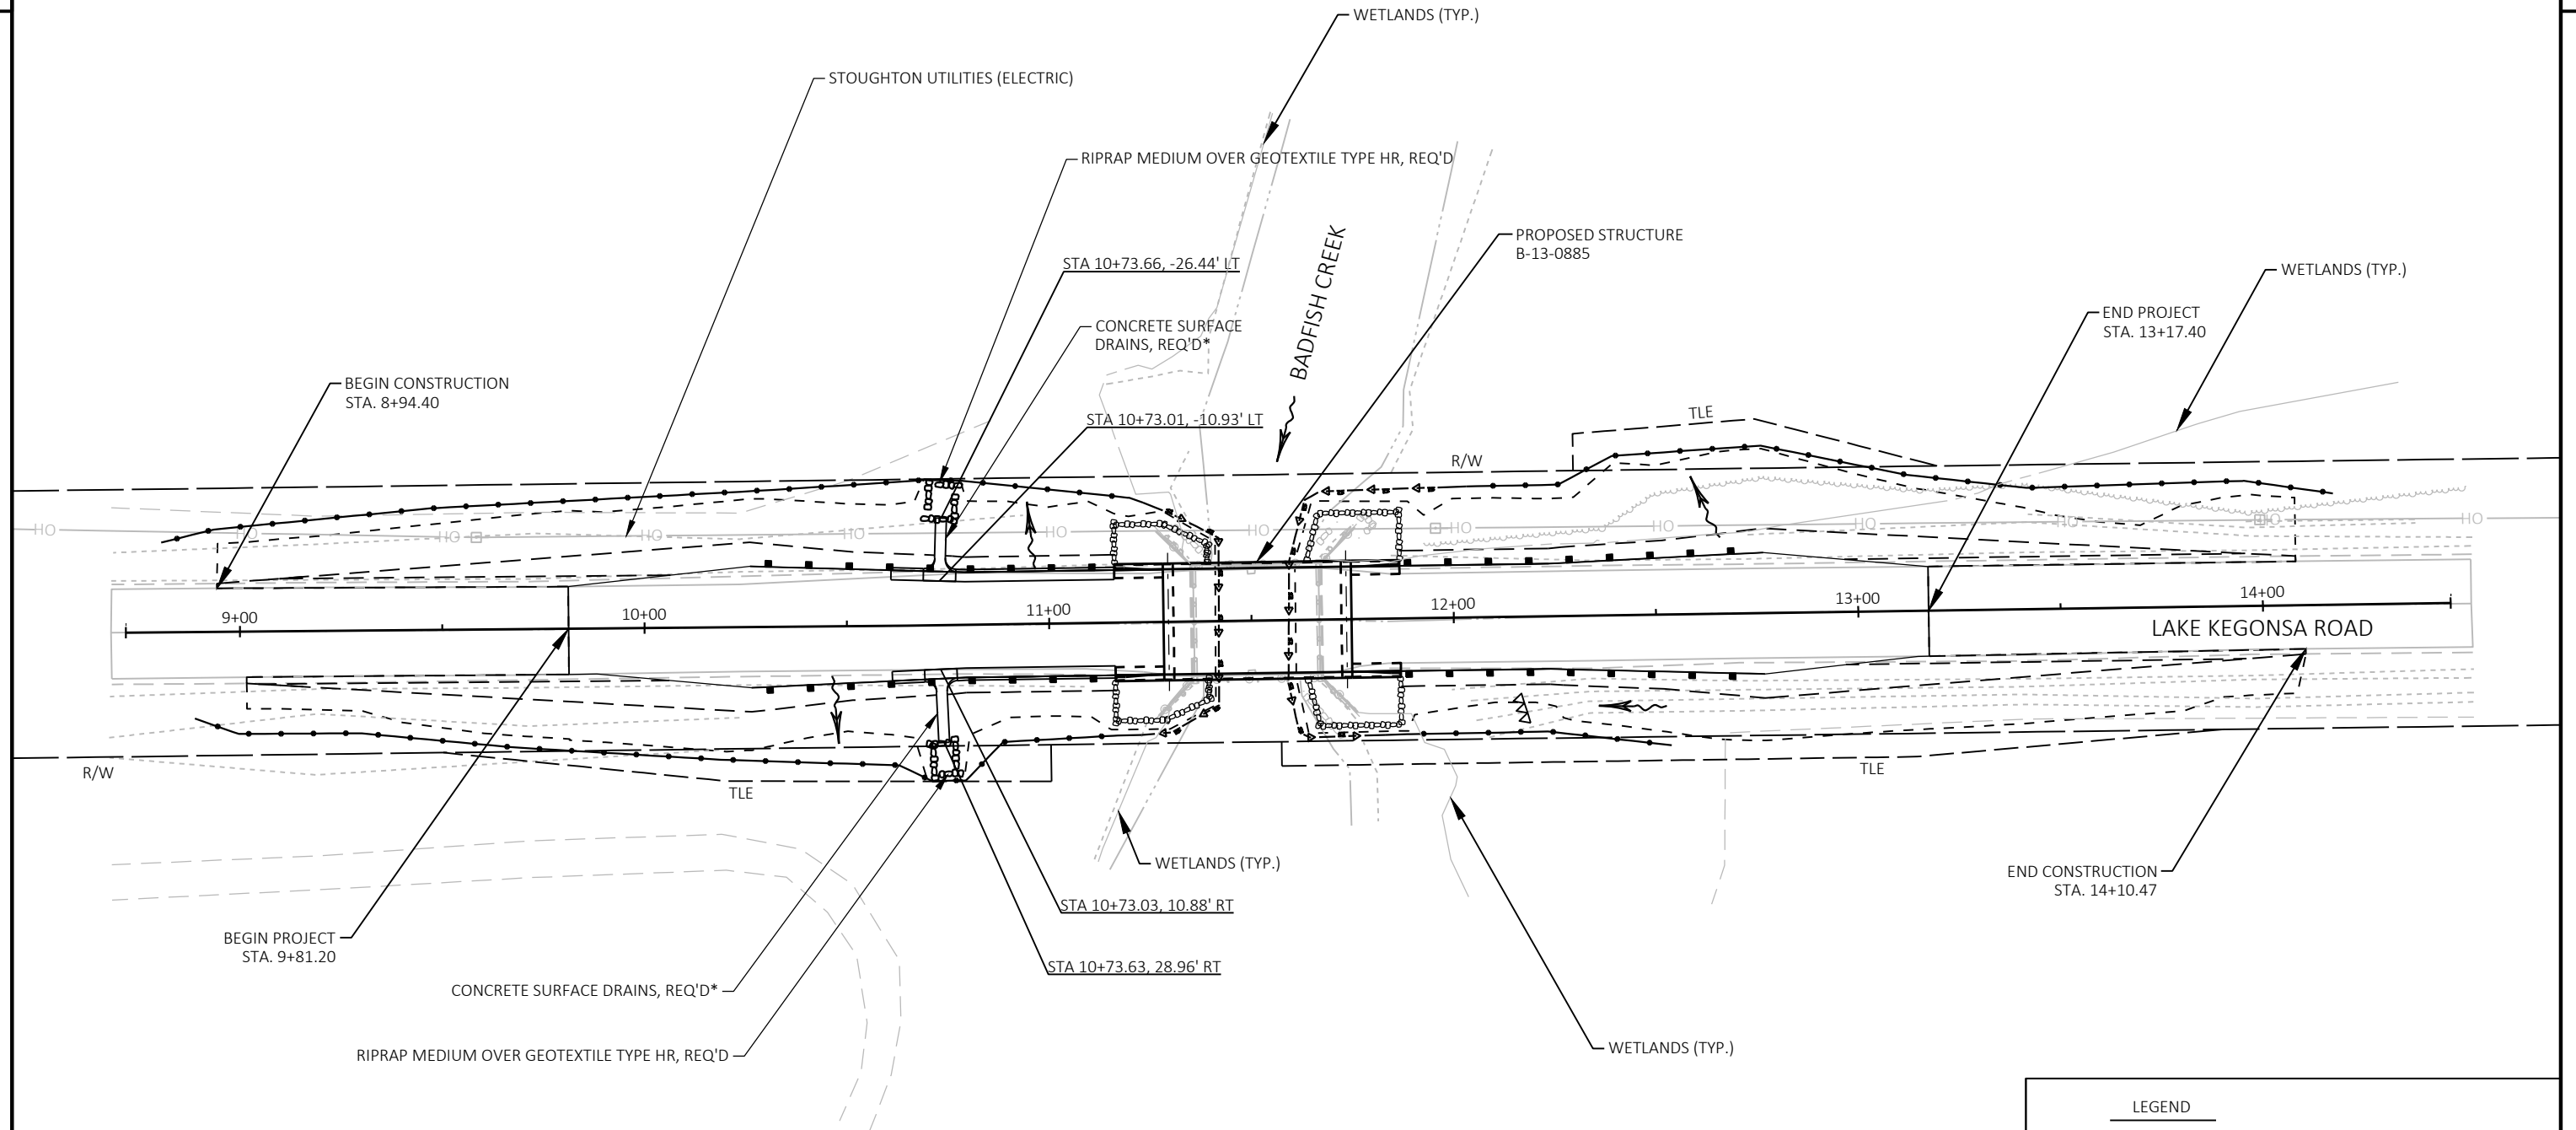 WETLANDS (TYP.)
STOUGHTON UTILITIES (ELECTRIC)
RIPRAP MEDIUM OVER GEOTEXTILE TYPE HR, REQ'D
BADFISH CREEK
PROPOSED STRUCTURE
B-13-0885
STA 10+73.66, -26.44' LT
WETLANDS (TYP.)
END PROJECT
STA. 13+17.40
CONCRETE SURFACE
DRAINS, REQ'D*
BEGIN CONSTRUCTION
STA. 8+94.40
STA 10+73.01, -10.93' LT
TLE
R/W
HO HO HO HO HO HO HO HO HO HO HO HO HO
9+00 10+00 11+00 12+00 13+00 14+00
LAKE KEGONSA ROAD
R/W
TLE
TLE
WETLANDS (TYP.)
END CONSTRUCTION
STA. 14+10.47
STA 10+73.03, 10.88' RT
BEGIN PROJECT
STA. 9+81.20
STA 10+73.63, 28.96' RT
CONCRETE SURFACE DRAINS, REQ'D*
RIPRAP MEDIUM OVER GEOTEXTILE TYPE HR, REQ'D
WETLANDS (TYP.)
LEGEND